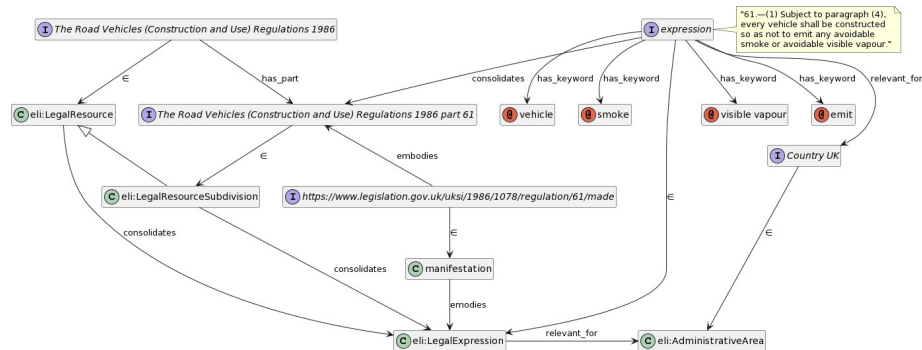 I The Road Vehicles (Construction and Use) Regulations 1986
I expression
"61.—(1) Subject to paragraph (4),
every vehicle shall be constructed
so as not to emit any avoidable
smoke or avoidable visible vapour."
∈
has_part
consolidates
has_keyword
has_keyword
has_keyword
has_keyword
relevant_for
C eli:LegalResource
I The Road Vehicles (Construction and Use) Regulations 1986 part 61
@ vehicle
@ smoke
@ visible vapour
@ emit
∈
embodies
I Country UK
C eli:LegalResourceSubdivision
I https://www.legislation.gov.uk/uksi/1986/1078/regulation/61/made
∈
consolidates
∈
∈
consolidates
C manifestation
emodies
C eli:LegalExpression
relevant_for
C eli:AdministrativeArea